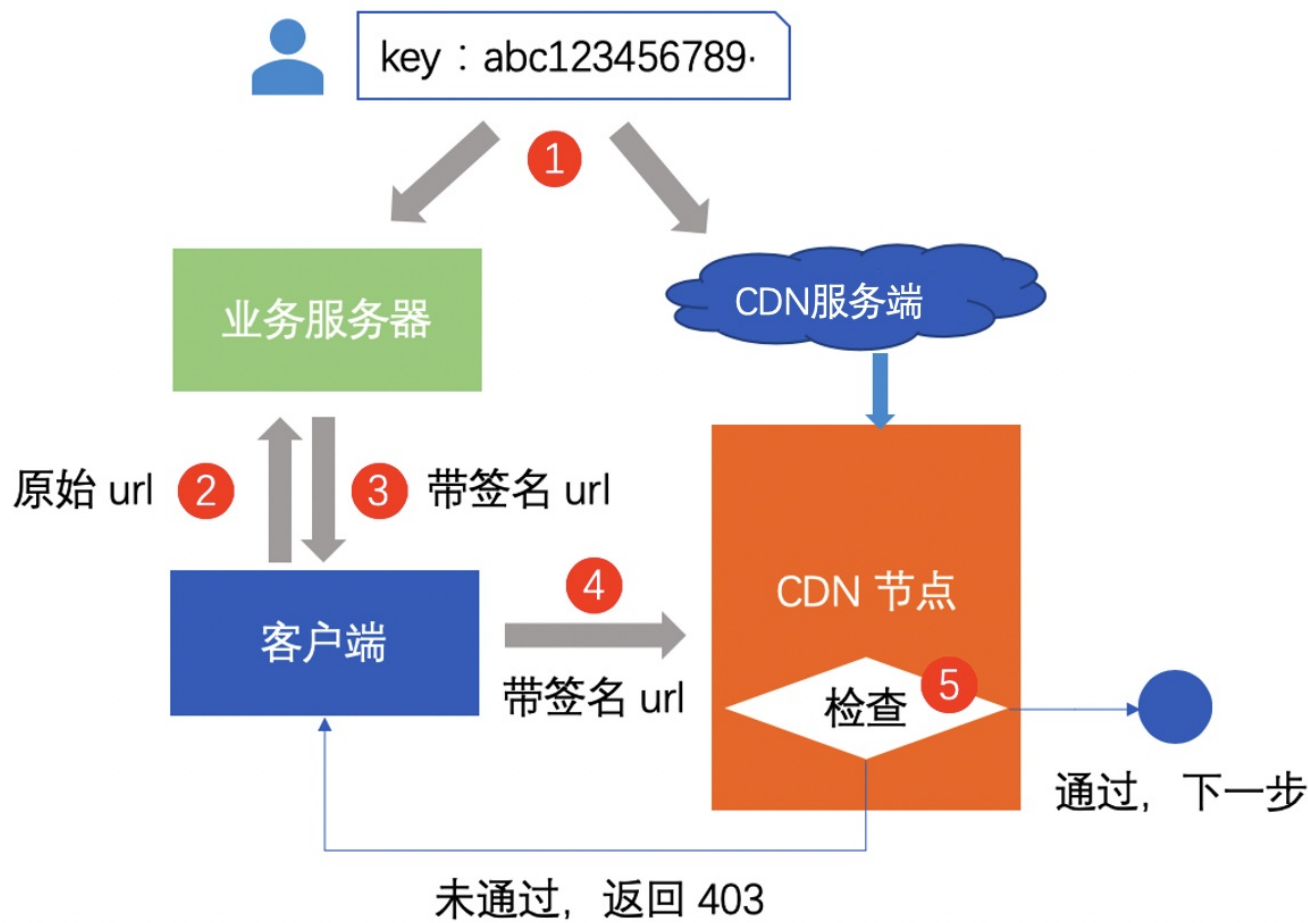 key：abc123456789·
1
业务服务器
CDN服务端
原始 url 2
3 带签名 url
4
CDN 节点
客户端
带签名 url
检查 5
通过，下一步
未通过，返回 403